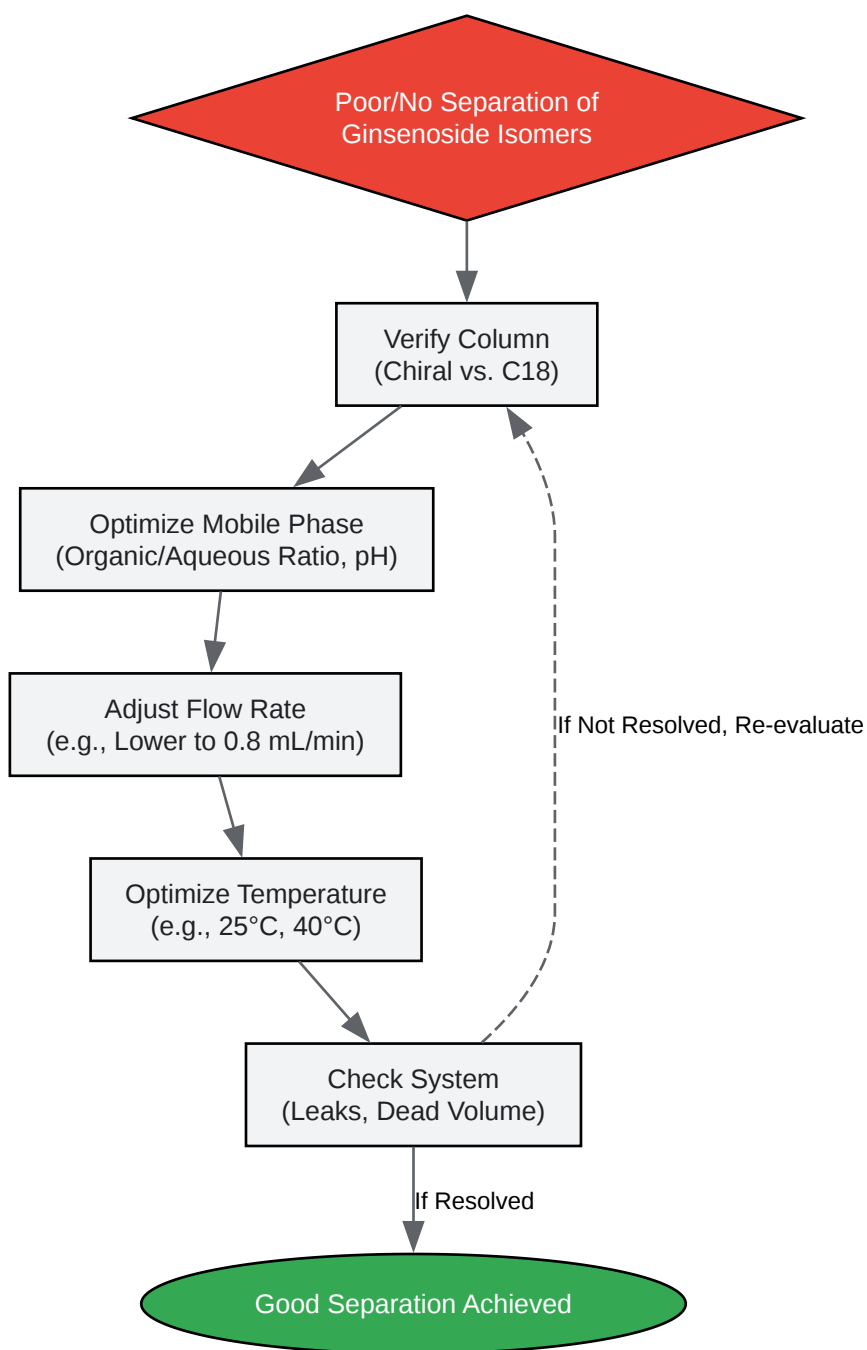 Poor/No Separation of
Ginsenoside Isomers
Verify Column
(Chiral vs. C18)
Optimize Mobile Phase
(Organic/Aqueous Ratio, pH)
Adjust Flow Rate
(e.g., Lower to 0.8 mL/min)
If Not Resolved, Re-evaluate
Optimize Temperature
(e.g., 25°C, 40°C)
Check System
(Leaks, Dead Volume)
If Resolved
Good Separation Achieved